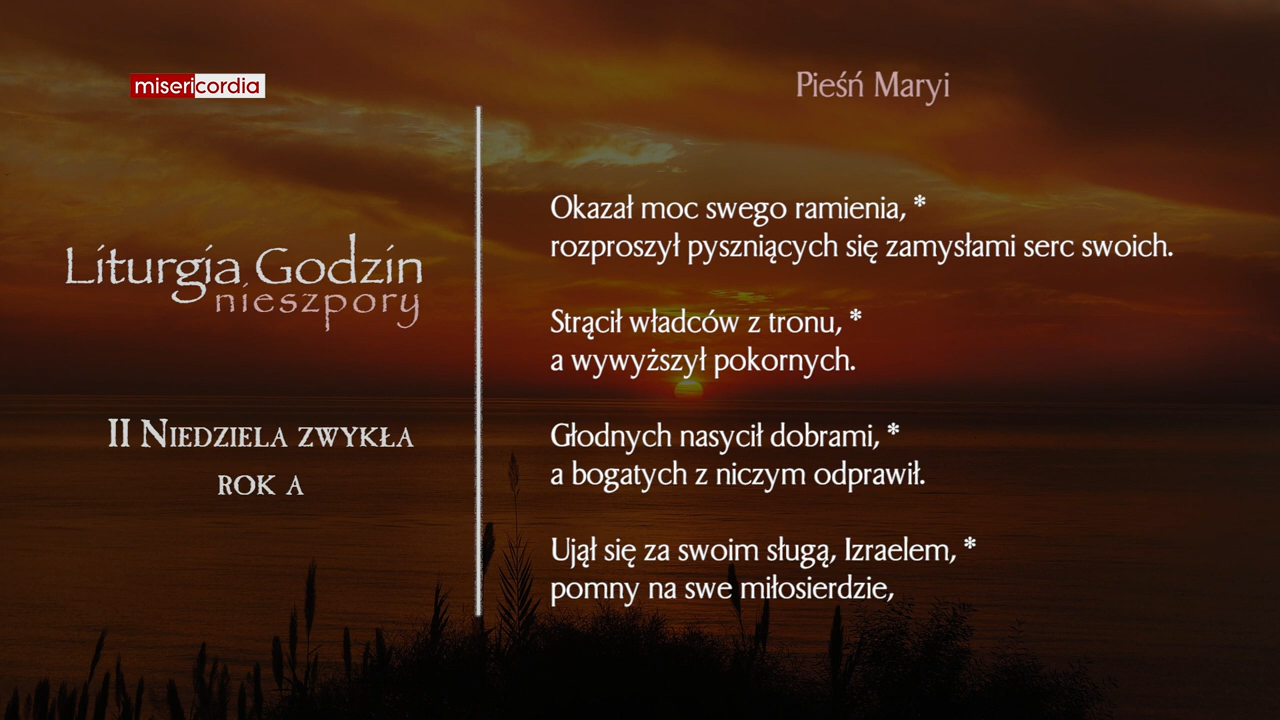 misericordia
Pieśń Maryi
Liturgia Godzin
nieszpory
II Niedziela zwykła
rok a
Okazał moc swego ramienia, *
rozproszył pyszniących się zamysłami serc swoich.
Strącił władców z tronu, *
a wywyższył pokornych.
Głodnych nasycił dobrami, *
a bogatych z niczym odprawił.
Ujął się za swoim sługą, Izraelem, *
pomny na swe miłosierdzie,